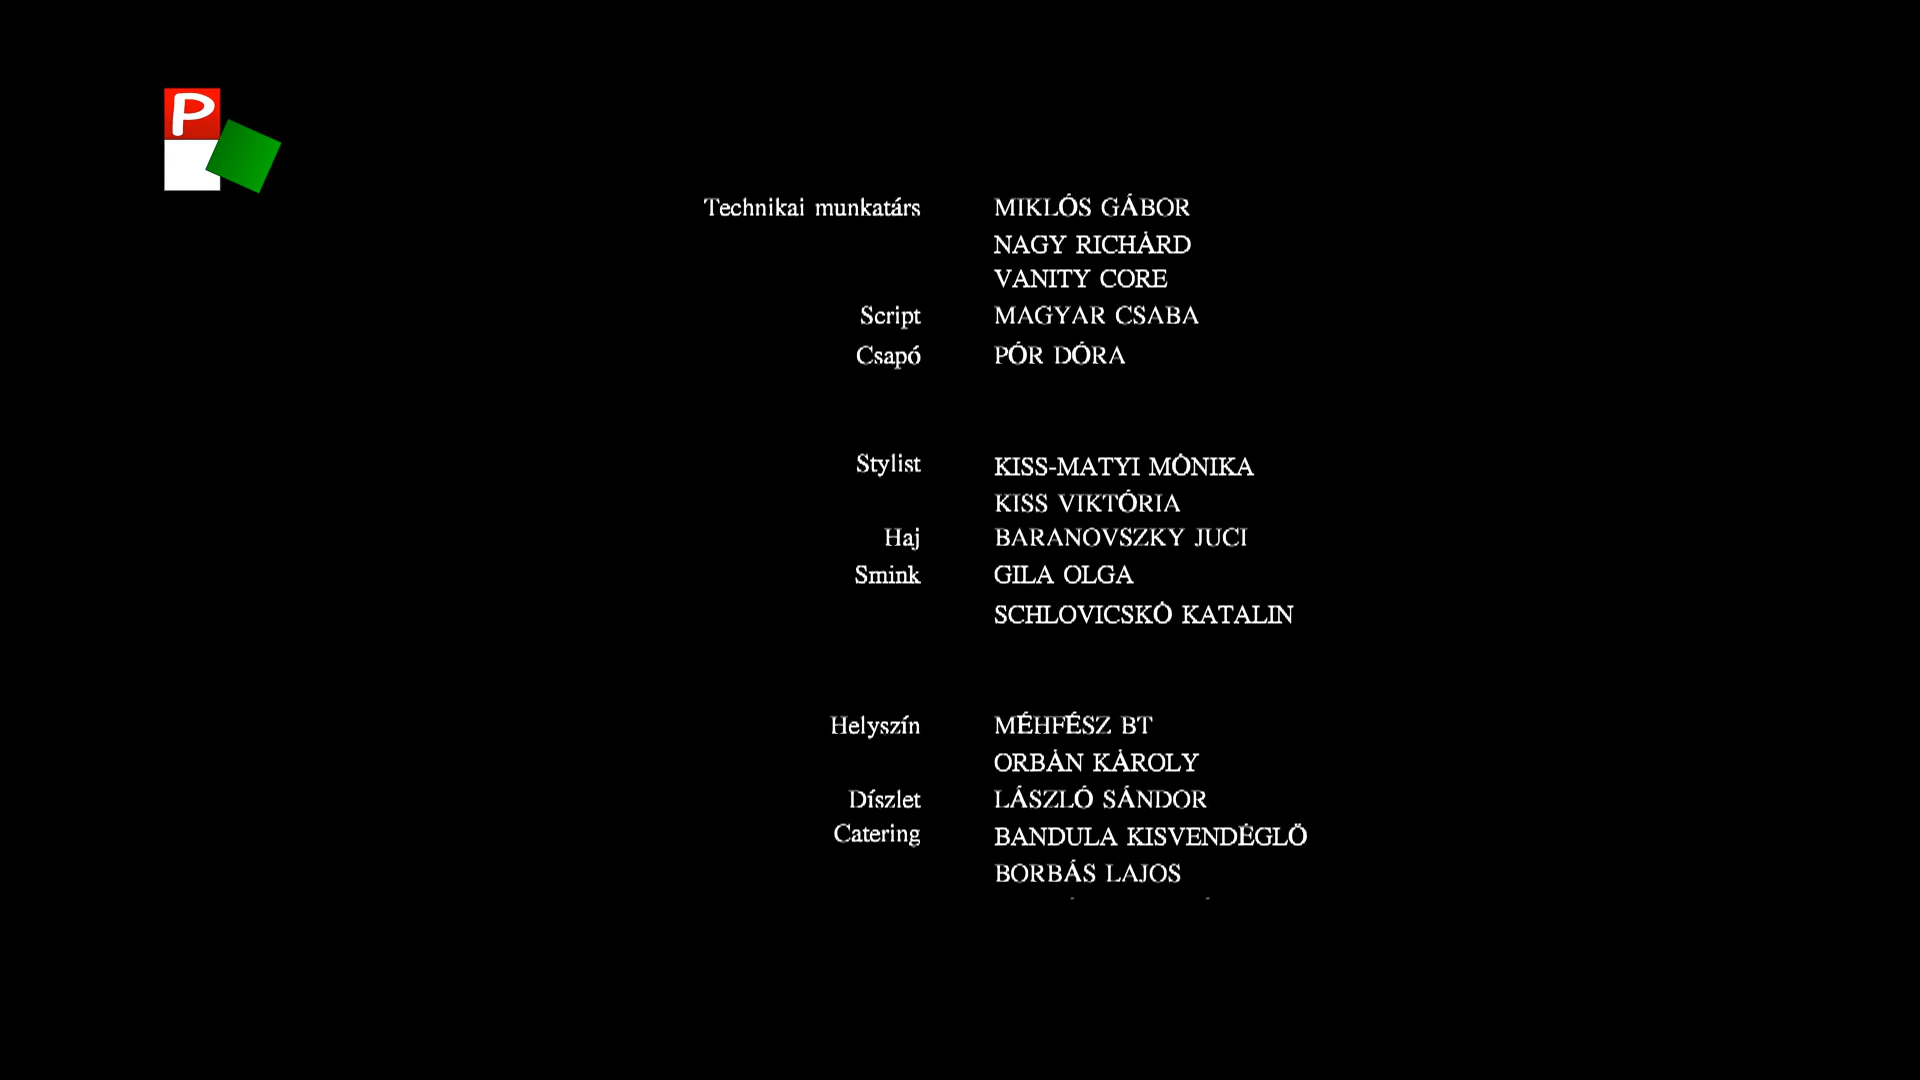 P
Technikai munkatárs MIKLÓS GÁBOR
NAGY RICHÁRD
VANITY CORE
Script MAGYAR CSABA
Csapó PÓR DÓRA
Stylist KISS-MATYI MÓNIKA
KISS VIKTÓRIA
Haj BARANOVSZKY JUCI
Smink GILA OLGA
SCHLOVICSKÓ KATALIN
Helyszín MÉHFÉSZ BT
ORBÁN KÁROLY
Díszlet LÁSZLÓ SÁNDOR
Catering BANDULA KISVENDÉGLŐ
BORBÁS LAJOS